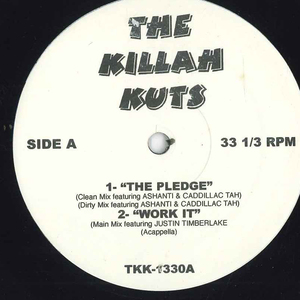 THE
KILLAH
KUTS
SIDE A
33 1/3 RPM
1- "THE PLEDGE"
(Clean Mix featuring ASHANTI & CADDILLAC TAH)
(Dirty Mix featuring ASHANTI & CADDILLAC TAH)
2- "WORK IT"
(Main Mix featuring JUSTIN TIMBERLAKE
(Acappella)
TKK-1330A